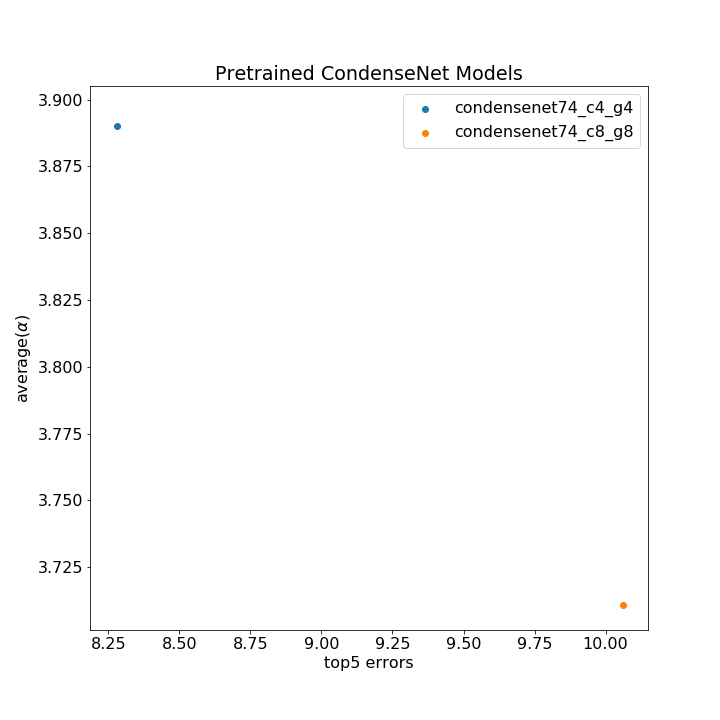 Pretrained CondenseNet Models
condensenet74_c4_g4
condensenet74_c8_g8
average(α)
3.900
3.875
3.850
3.825
3.800
3.775
3.750
3.725
8.25 8.50 8.75 9.00 9.25 9.50 9.75 10.00
top5 errors